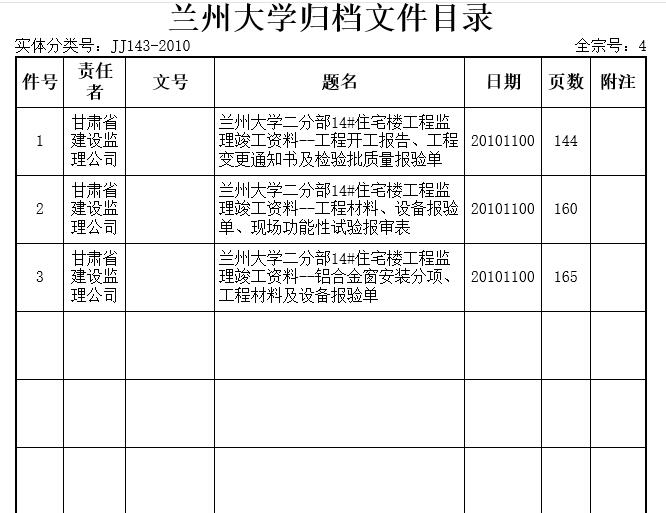 兰州大学归档文件目录
实体分类号：JJ143-2010 全宗号：4
件号 责任者 文号 题名 日期 页数 附注
1 甘肃省建设监理公司 兰州大学二分部14#住宅楼工程监理竣工资料--工程开工报告、工程变更通知书及检验批质量报验单 20101100 144
2 甘肃省建设监理公司 兰州大学二分部14#住宅楼工程监理竣工资料--工程材料、设备报验单、现场功能性试验报审表 20101100 160
3 甘肃省建设监理公司 兰州大学二分部14#住宅楼工程监理竣工资料--铝合金窗安装分项、工程材料及设备报验单 20101100 165